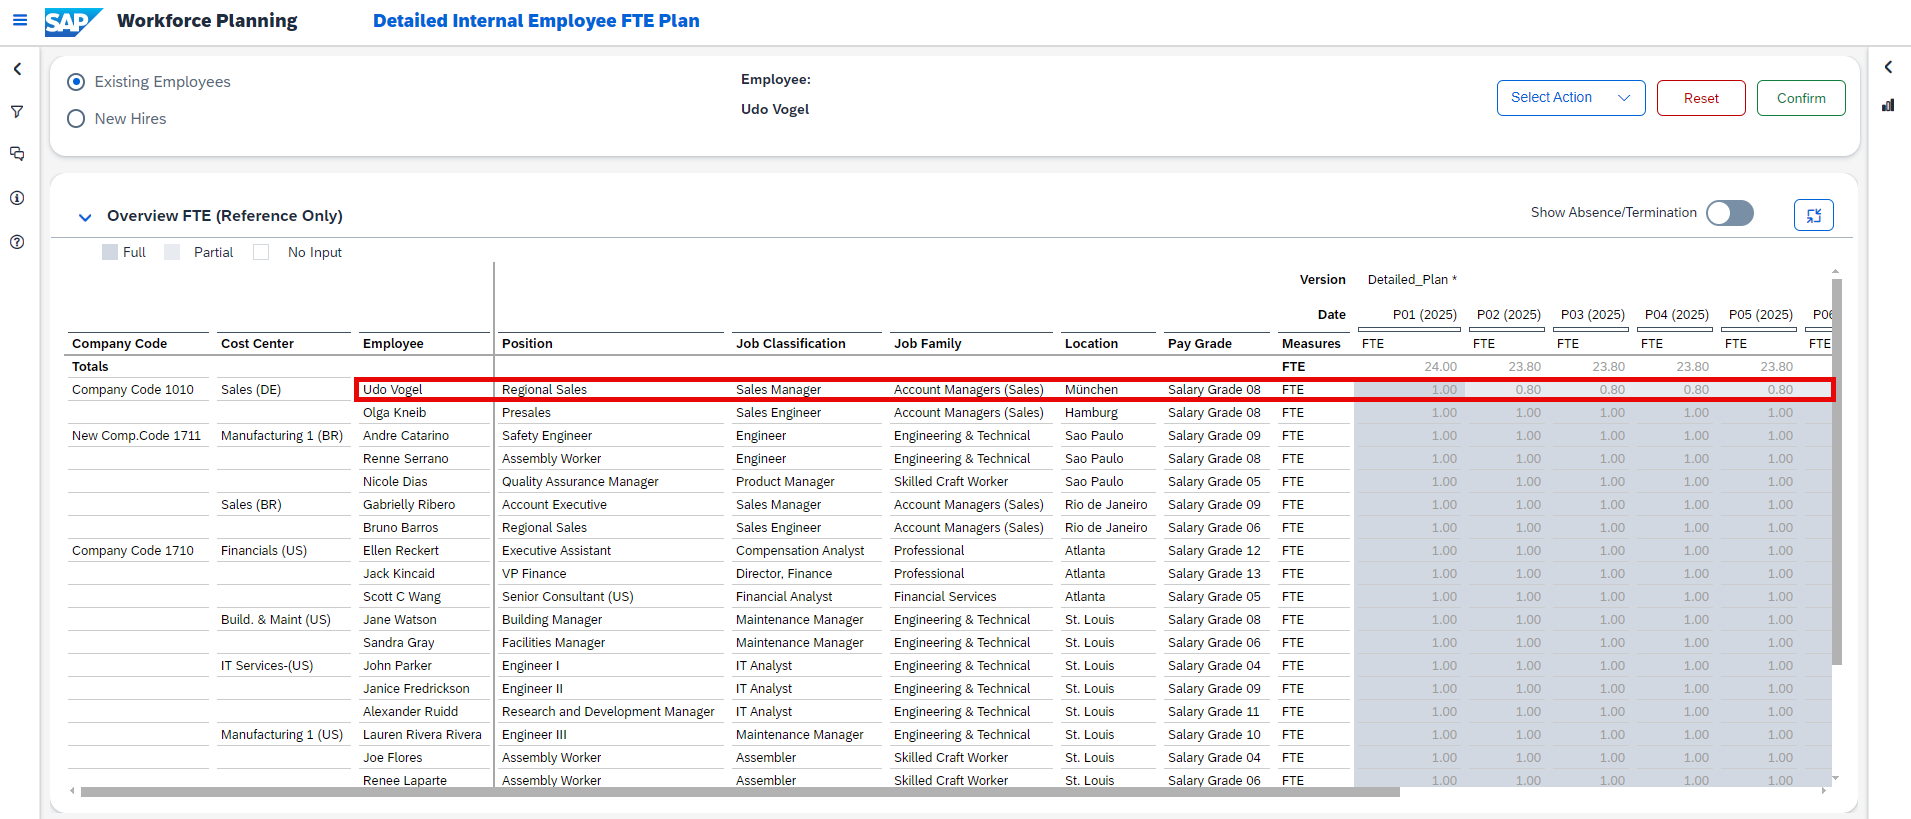 SAP Workforce Planning Detailed Internal Employee FTE Plan
Existing Employees
New Hires
Employee:
Udo Vogel
Select Action Reset Confirm
Overview FTE (Reference Only) Show Absence/Termination
Full Partial No Input
Version Detailed_Plan *
Date P01 (2025) P02 (2025) P03 (2025) P04 (2025) P05 (2025) P06
Company Code Cost Center Employee Position Job Classification Job Family Location Pay Grade Measures FTE FTE FTE FTE FTE FTE
Totals FTE 24.00 23.80 23.80 23.80 23.80
Company Code 1010 Sales (DE) Udo Vogel Regional Sales Sales Manager Account Managers (Sales) München Salary Grade 08 FTE 1.00 0.80 0.80 0.80 0.80
Olga Kneib Presales Sales Engineer Account Managers (Sales) Hamburg Salary Grade 08 FTE 1.00 1.00 1.00 1.00 1.00
New Comp.Code 1711 Manufacturing 1 (BR) Andre Catarino Safety Engineer Engineer Engineering & Technical Sao Paulo Salary Grade 09 FTE 1.00 1.00 1.00 1.00 1.00
Renne Serrano Assembly Worker Engineer Engineering & Technical Sao Paulo Salary Grade 08 FTE 1.00 1.00 1.00 1.00 1.00
Nicole Dias Quality Assurance Manager Product Manager Skilled Craft Worker Sao Paulo Salary Grade 05 FTE 1.00 1.00 1.00 1.00 1.00
Sales (BR) Gabrielly Ribero Account Executive Sales Manager Account Managers (Sales) Rio de Janeiro Salary Grade 09 FTE 1.00 1.00 1.00 1.00 1.00
Bruno Barros Regional Sales Sales Engineer Account Managers (Sales) Rio de Janeiro Salary Grade 06 FTE 1.00 1.00 1.00 1.00 1.00
Company Code 1710 Financials (US) Ellen Reckert Executive Assistant Compensation Analyst Professional Atlanta Salary Grade 12 FTE 1.00 1.00 1.00 1.00 1.00
Jack Kincaid VP Finance Director, Finance Professional Atlanta Salary Grade 13 FTE 1.00 1.00 1.00 1.00 1.00
Scott C Wang Senior Consultant (US) Financial Analyst Financial Services Atlanta Salary Grade 05 FTE 1.00 1.00 1.00 1.00 1.00
Build. & Maint (US) Jane Watson Building Manager Maintenance Manager Engineering & Technical St. Louis Salary Grade 08 FTE 1.00 1.00 1.00 1.00 1.00
Sandra Gray Facilities Manager Maintenance Manager Engineering & Technical St. Louis Salary Grade 06 FTE 1.00 1.00 1.00 1.00 1.00
IT Services-(US) John Parker Engineer I IT Analyst Engineering & Technical St. Louis Salary Grade 04 FTE 1.00 1.00 1.00 1.00 1.00
Janice Fredrickson Engineer II IT Analyst Engineering & Technical St. Louis Salary Grade 09 FTE 1.00 1.00 1.00 1.00 1.00
Alexander Ruidd Research and Development Manager IT Analyst Engineering & Technical St. Louis Salary Grade 11 FTE 1.00 1.00 1.00 1.00 1.00
Manufacturing 1 (US) Lauren Rivera Rivera Engineer III Maintenance Manager Engineering & Technical St. Louis Salary Grade 10 FTE 1.00 1.00 1.00 1.00 1.00
Joe Flores Assembly Worker Assembler Skilled Craft Worker St. Louis Salary Grade 04 FTE 1.00 1.00 1.00 1.00 1.00
Renee Laparte Assembly Worker Assembler Skilled Craft Worker St. Louis Salary Grade 06 FTE 1.00 1.00 1.00 1.00 1.00